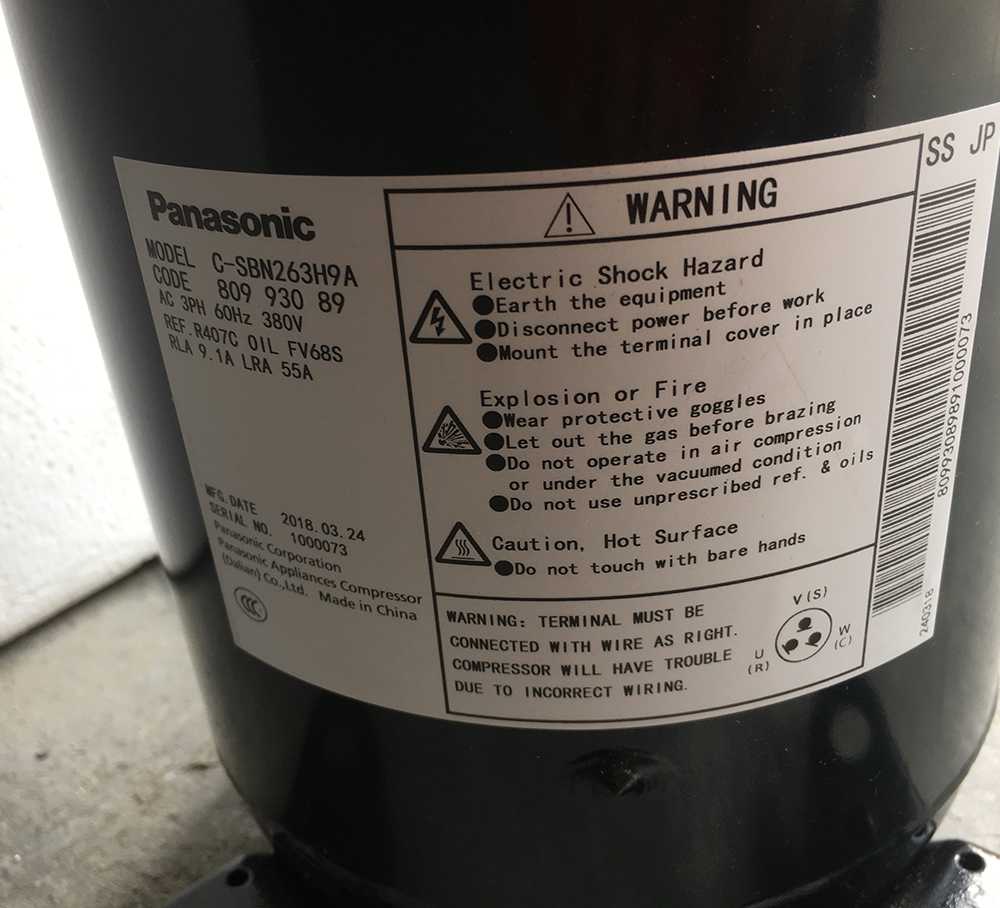 Panasonic
MODEL C-SBN263H9A
CODE 809 930 89
AC 3PH 60Hz 380V
REF.R407C OIL FV68S
RLA 9.1A LRA 55A
MFG.DATE 2018.03.24
SERIAL NO. 1000073
Panasonic Corporation
Panasonic Appliances Compressor
(Dalian) Co.,Ltd. Made in China
CCC
WARNING
Electric Shock Hazard
●Earth the equipment
●Disconnect power before work
●Mount the terminal cover in place
Explosion or Fire
●Wear protective goggles
●Let out the gas before brazing
●Do not operate in air compression
or under the vacuumed condition
●Do not use unprescribed ref. & oils
Caution, Hot Surface
●Do not touch with bare hands
WARNING: TERMINAL MUST BE
CONNECTED WITH WIRE AS RIGHT.
COMPRESSOR WILL HAVE TROUBLE
DUE TO INCORRECT WIRING.
V(S)
U
(R)
W
(C)
SS JP
80993089891000073
240318